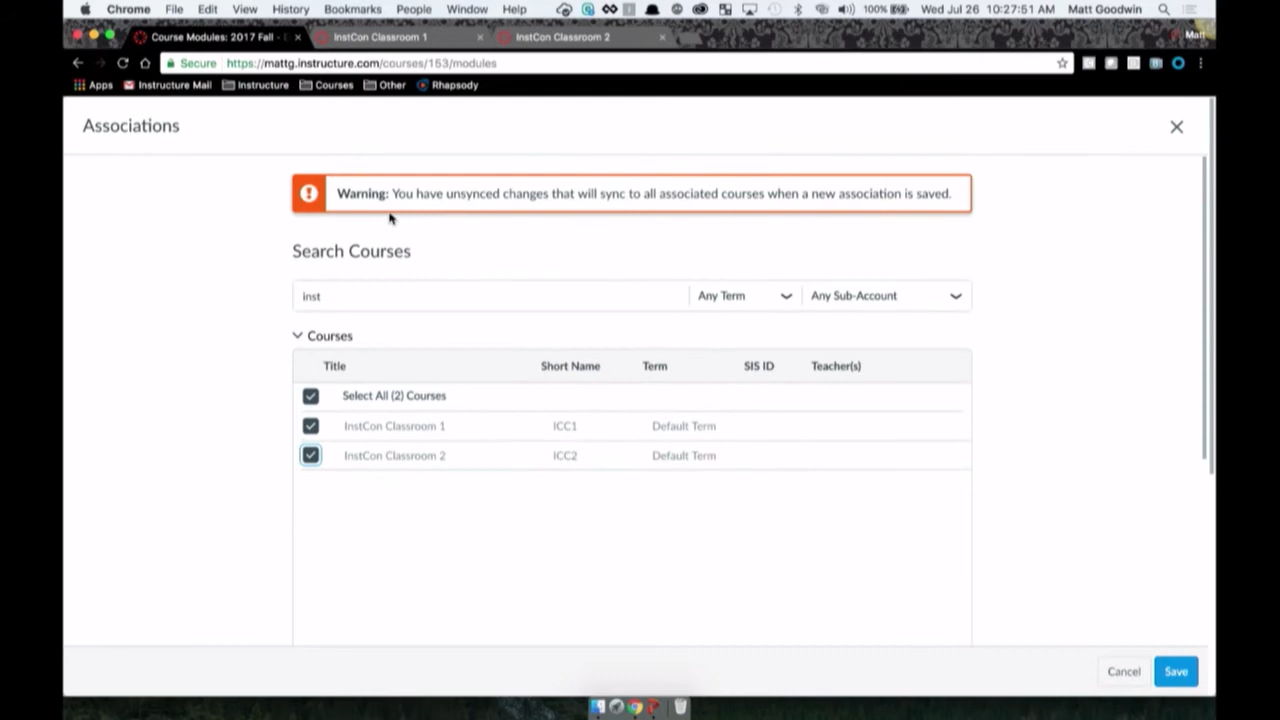 Chrome File Edit View History Bookmarks People Window Help 100% Wed Jul 26 10:27:51 AM Matt Goodwin
Course Modules: 2017 Fall - InstCon Classroom 1 InstCon Classroom 2 Matt
Secure https://mattg.instructure.com/courses/153/modules
Apps Instructure Mail Instructure Courses Other Rhapsody
Associations
Warning: You have unsynced changes that will sync to all associated courses when a new association is saved.
Search Courses
inst Any Term Any Sub-Account
Courses
Title Short Name Term SIS ID Teacher(s)
Select All (2) Courses
InstCon Classroom 1 ICC1 Default Term
InstCon Classroom 2 ICC2 Default Term
Cancel Save